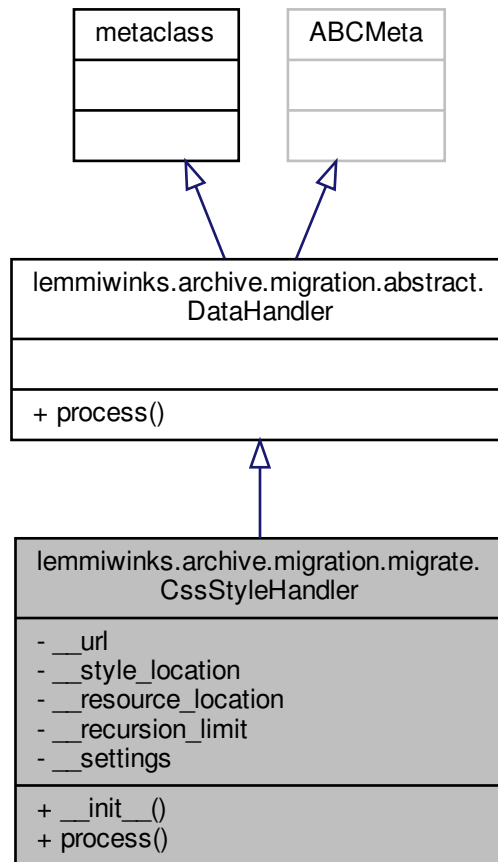 metaclass
ABCMeta
lemmiwinks.archive.migration.abstract.
DataHandler
+ process()
lemmiwinks.archive.migration.migrate.
CssStyleHandler
- __url
- __style_location
- __resource_location
- __recursion_limit
- __settings
+ __init__()
+ process()